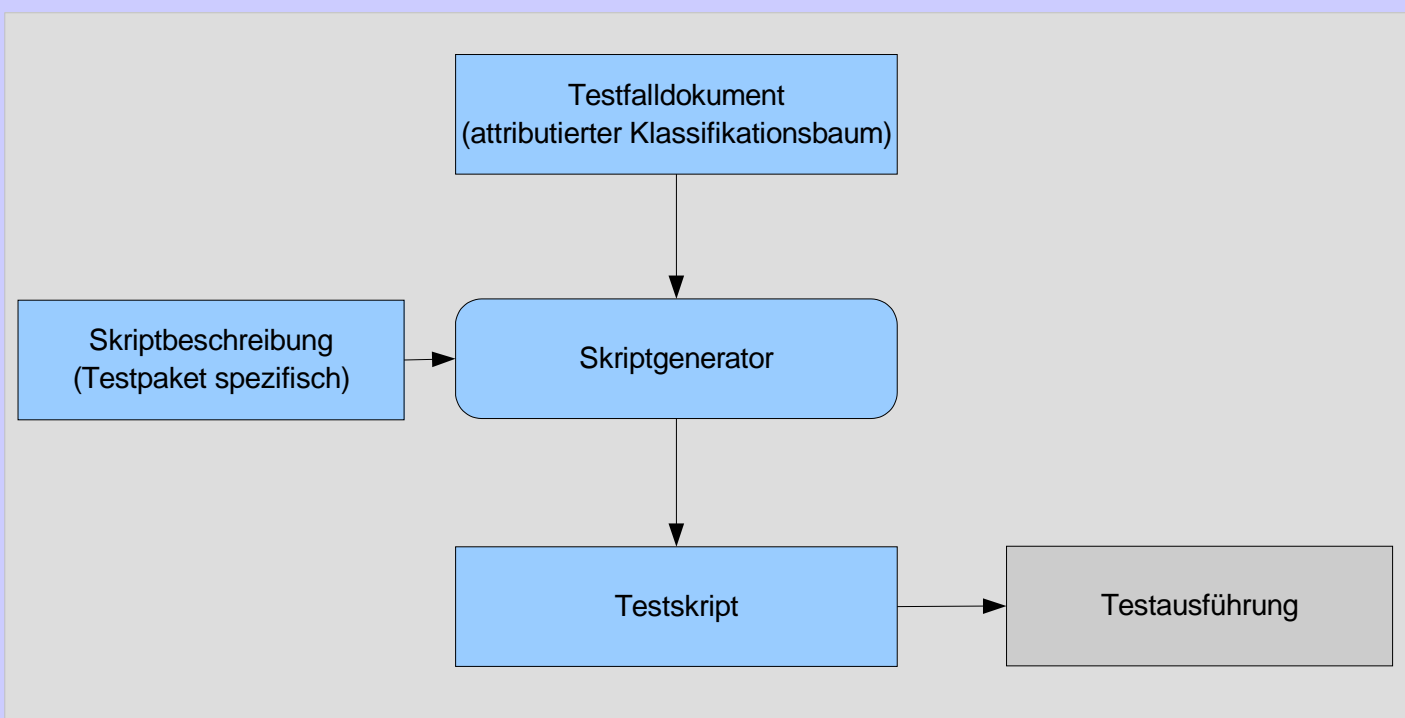 Testfalldokument
(attributierter Klassifikationsbaum)
Skriptbeschreibung
(Testpaket spezifisch)
Skriptgenerator
Testskript
Testausführung